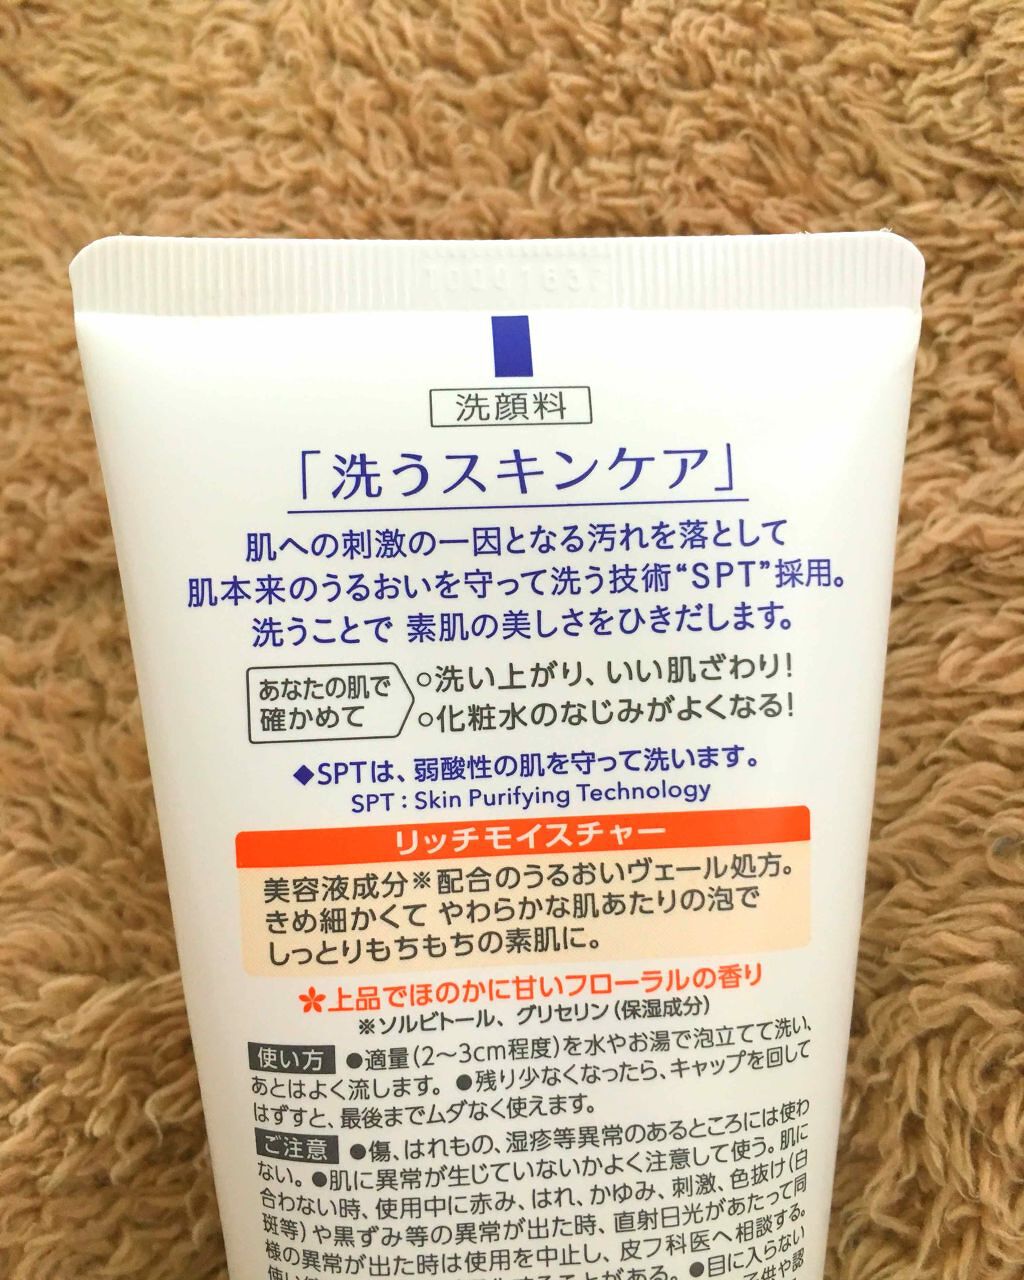 洗顔料
「洗うスキンケア」
肌への刺激の一因となる汚れを落として
肌本来のうるおいを守って洗う技術“SPT”採用。
洗うことで 素肌の美しさをひきだします。
あなたの肌で
確かめて
○洗い上がり、いい肌ざわり!
○化粧水のなじみがよくなる!
◆SPTは、弱酸性の肌を守って洗います。
SPT : Skin Purifying Technology
リッチモイスチャー
美容液成分※配合のうるおいヴェール処方。
きめ細かくて やわらかな肌あたりの泡で
しっとりもちもちの素肌に。
上品でほのかに甘いフローラルの香り
※ソルビトール、グリセリン(保湿成分)
使い方 ●適量(2〜3cm程度)を水やお湯で泡立てて洗い、
あとはよく流します。 ●残り少なくなったら、キャップを回して
はずすと、最後までムダなく使えます。
ご注意 ●傷、はれもの、湿疹等異常のあるところには使わ
ない。●肌に異常が生じていないかよく注意して使う。肌に
合わない時、使用中に赤み、はれ、かゆみ、刺激、色抜け(白
斑等)や黒ずみ等の異常が出た時、直射日光があたって同
様の異常が出た時は使用を中止し、皮フ科医へ相談する。
することがある。●目に入らない
子供や認